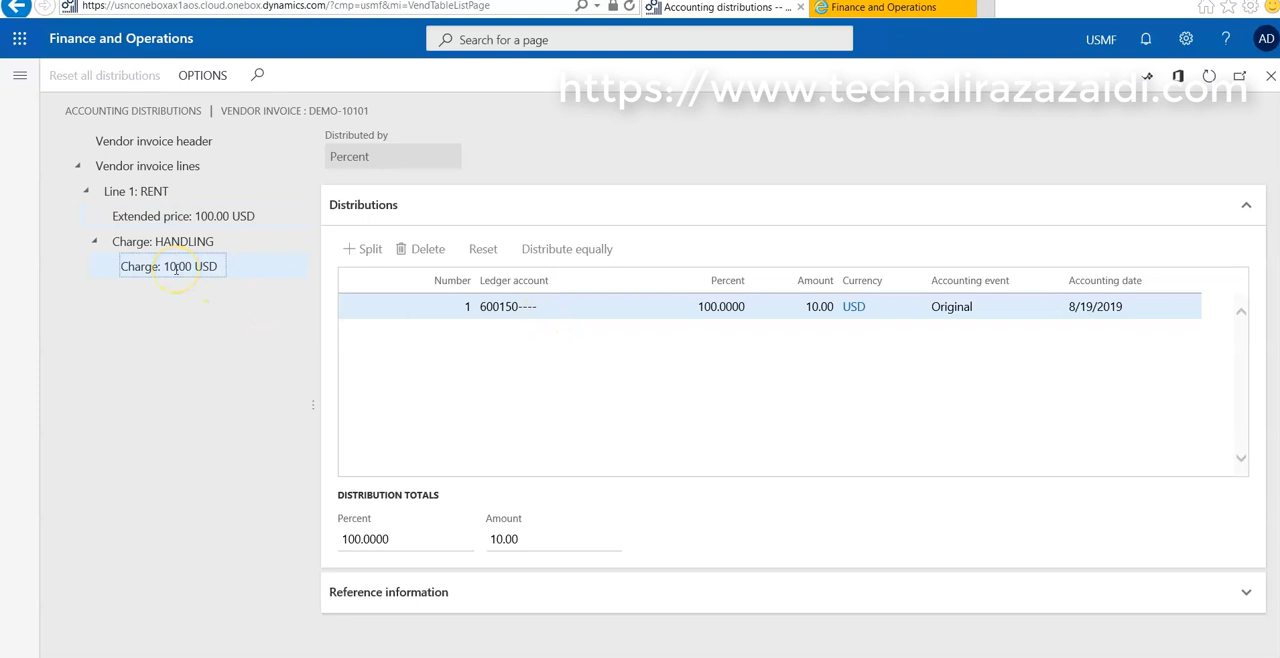 https://usnconeboxax1aos.cloud.onebox.dynamics.com/?cmp=usmf&mi=VendTableListPage
Accounting distributions -- ...
Finance and Operations
Finance and Operations
Search for a page
USMF
?
AD
Reset all distributions
OPTIONS
https://www.tech.alirazazaidi.com
ACCOUNTING DISTRIBUTIONS | VENDOR INVOICE : DEMO-10101
Vendor invoice header
Vendor invoice lines
Line 1: RENT
Extended price: 100.00 USD
Charge: HANDLING
Charge: 10.00 USD
Distributed by
Percent
Distributions
Split
Delete
Reset
Distribute equally
Number Ledger account Percent Amount Currency Accounting event Accounting date
1 600150---- 100.0000 10.00 USD Original 8/19/2019
DISTRIBUTION TOTALS
Percent Amount
100.0000 10.00
Reference information